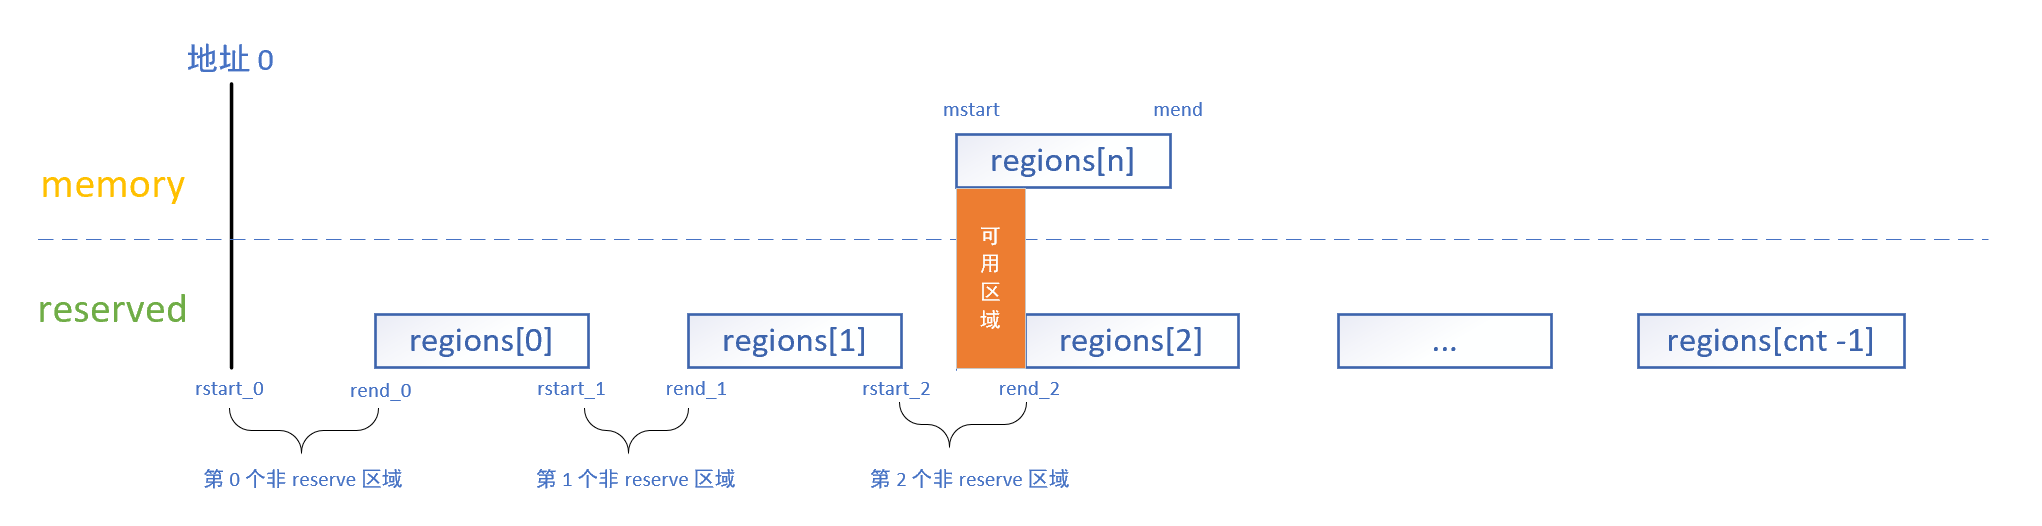 地址 0
mstart
mend
regions[n]
memory
可
用
区
域
reserved
regions[0]
regions[1]
regions[2]
...
regions[cnt -1]
rstart_0
rend_0
rstart_1
rend_1
rstart_2
rend_2
第 0 个非 reserve 区域
第 1 个非 reserve 区域
第 2 个非 reserve 区域